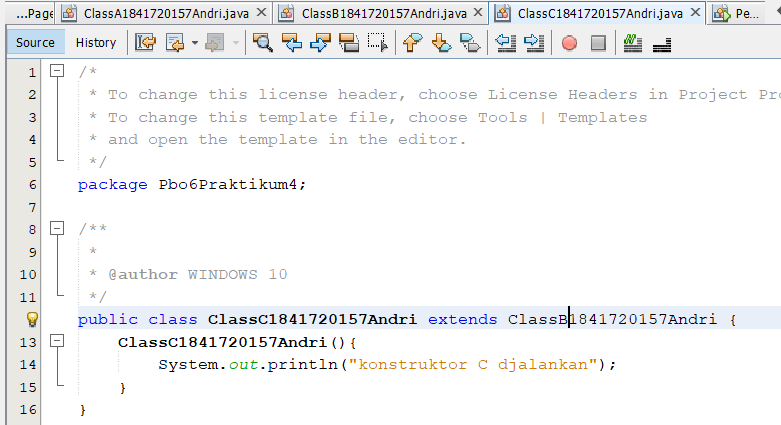 ...Page ClassA1841720157Andri.java ClassB1841720157Andri.java ClassC1841720157Andri.java Pe...
Source History
1 /*
2 * To change this license header, choose License Headers in Project Pro
3 * To change this template file, choose Tools | Templates
4 * and open the template in the editor.
5 */
6 package Pbo6Praktikum4;
7
8 /**
9 *
10 * @author WINDOWS 10
11 */
public class ClassC1841720157Andri extends ClassB1841720157Andri {
13 ClassC1841720157Andri(){
14 System.out.println("konstruktor C djalankan");
15 }
16 }